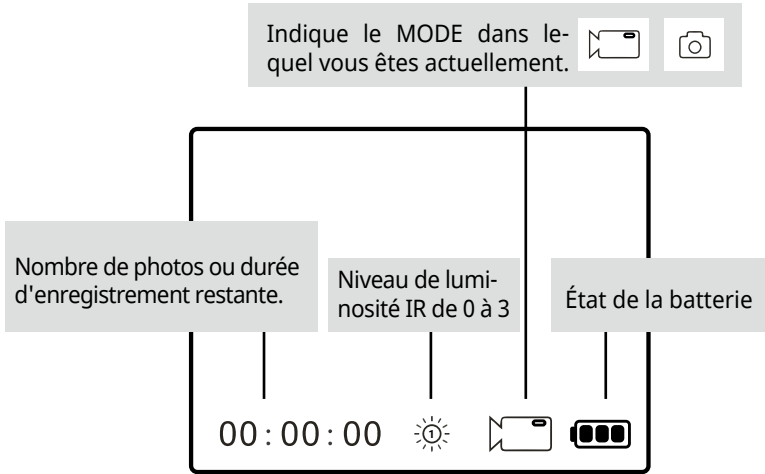 Indique le MODE dans le-
quel vous êtes actuellement.
Nombre de photos ou durée
d'enregistrement restante.
Niveau de lumi-
nosité IR de 0 à 3
État de la batterie
00:00:00
1